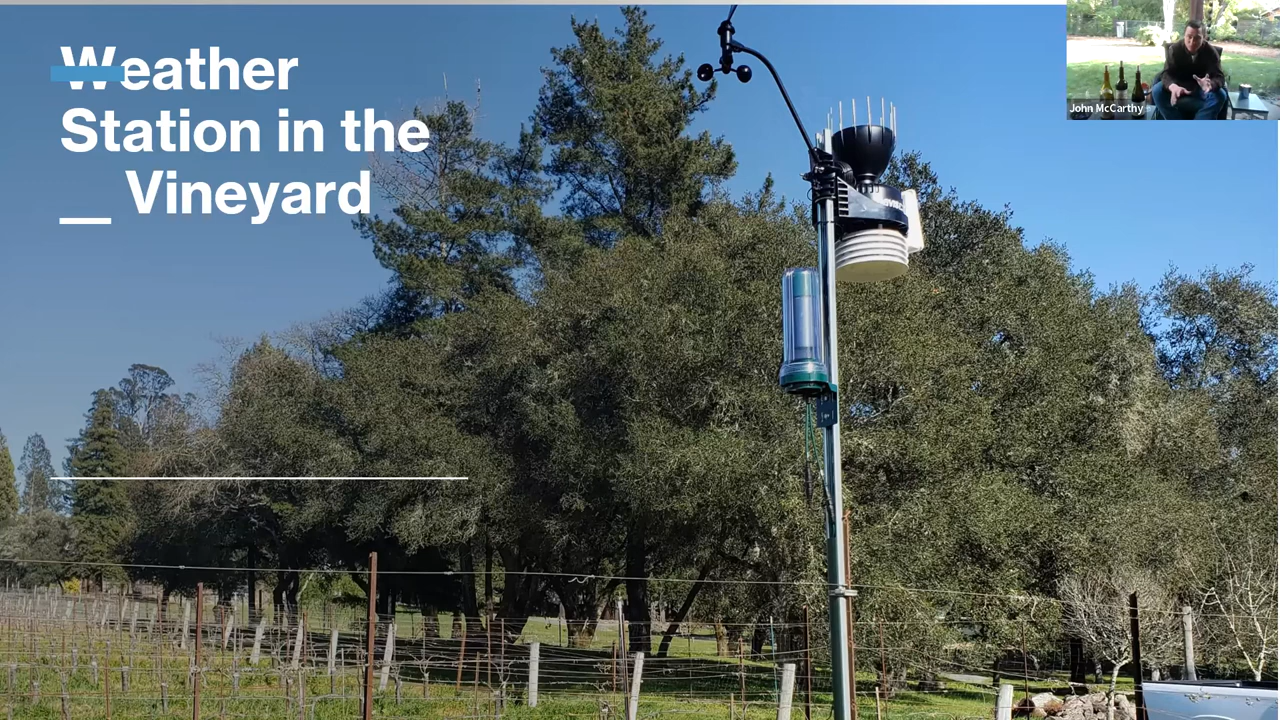 Weather
Station in the
__ Vineyard
John McCarthy